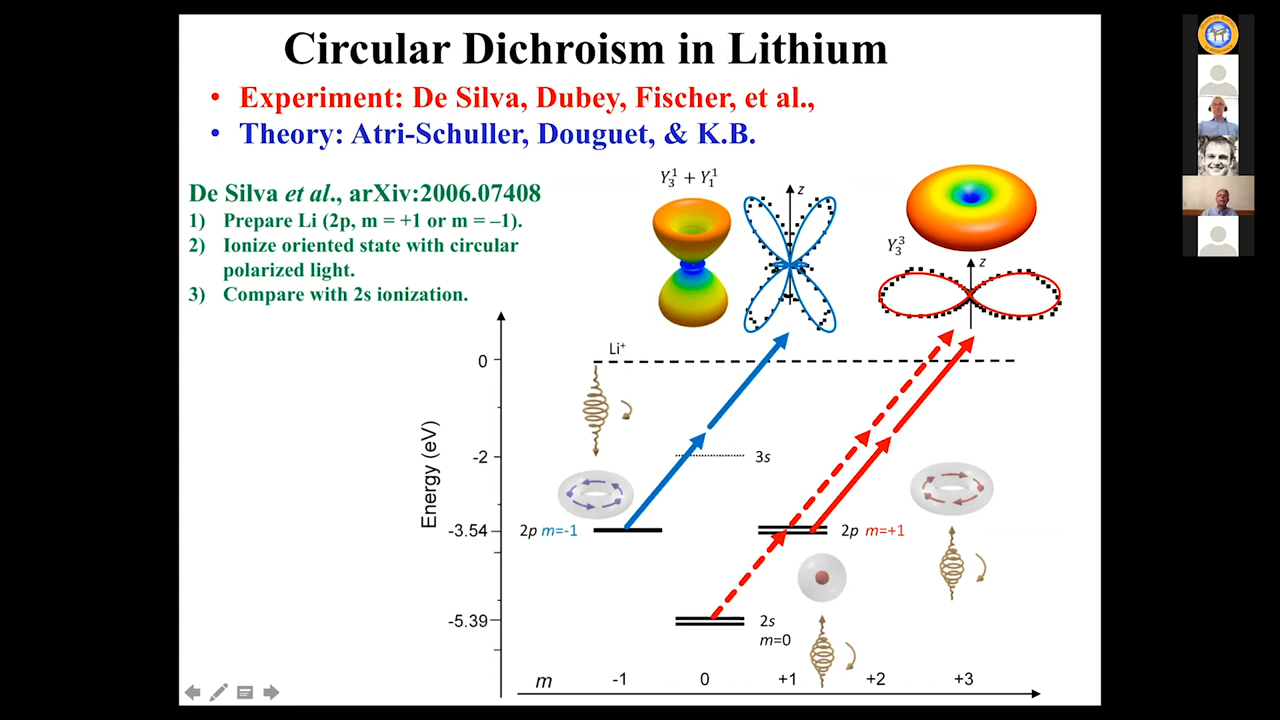 Circular Dichroism in Lithium
• Experiment: De Silva, Dubey, Fischer, et al.,
• Theory: Atri-Schuller, Douguet, & K.B.
De Silva et al., arXiv:2006.07408
1) Prepare Li (2p, m = +1 or m = –1).
2) Ionize oriented state with circular
polarized light.
3) Compare with 2s ionization.
Y₃¹ + Y₁¹
z
Y₃³
z
Li⁺
0
-2
-3.54
-5.39
Energy (eV)
3s
2p m=-1
2p m=+1
2s
m=0
m -1 0 +1 +2 +3